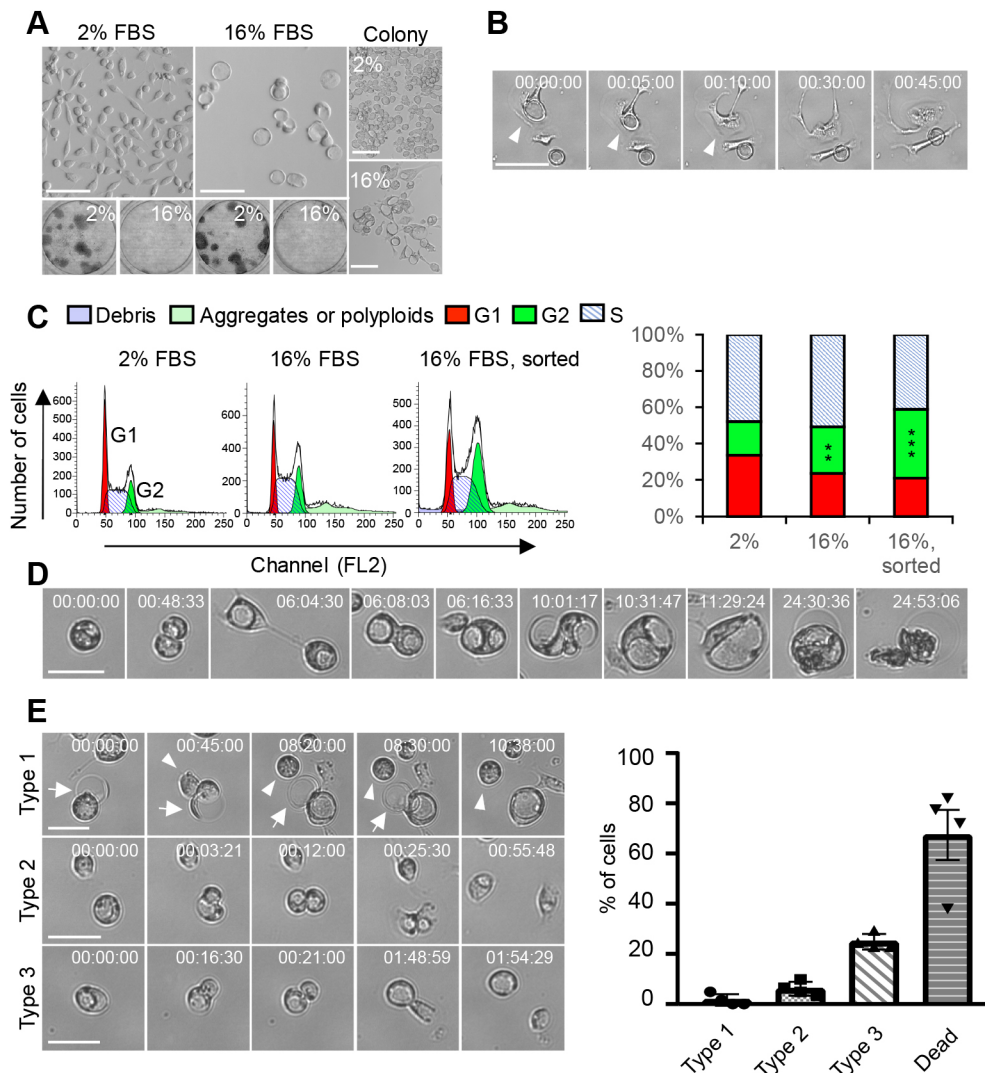 A
2% FBS
16% FBS
Colony
2%
16%
2%
16%
2%
16%
B
00:00:00
00:05:00
00:10:00
00:30:00
00:45:00
C
Debris
Aggregates or polyploids
G1
G2
S
2% FBS
16% FBS
16% FBS, sorted
Number of cells
600
500
400
300
200
100
0
G1
G2
0 50 100 150 200 250
600
400
200
0
0 50 100 150 200 250
500
400
300
200
100
0
0 50 100 150 200 250
Channel (FL2)
100%
80%
60%
40%
20%
0%
**
***
2%
16%
16%, sorted
D
00:00:00
00:48:33
06:04:30
06:08:03
06:16:33
10:01:17
10:31:47
11:29:24
24:30:36
24:53:06
E
Type 1
00:00:00
00:45:00
08:20:00
08:30:00
10:38:00
Type 2
00:00:00
00:03:21
00:12:00
00:25:30
00:55:48
Type 3
00:00:00
00:16:30
00:21:00
01:48:59
01:54:29
% of cells
100
80
60
40
20
0
Type 1
Type 2
Type 3
Dead